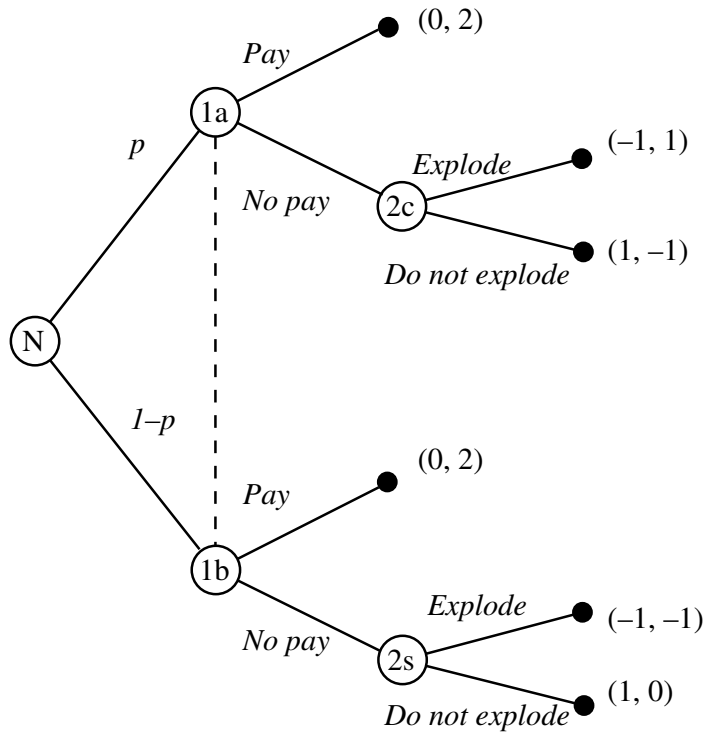 (0, 2)
Pay
1a
p
(–1, 1)
Explode
No pay
2c
(1, –1)
Do not explode
N
1–p
(0, 2)
Pay
1b
Explode
(–1, –1)
No pay
2s
(1, 0)
Do not explode